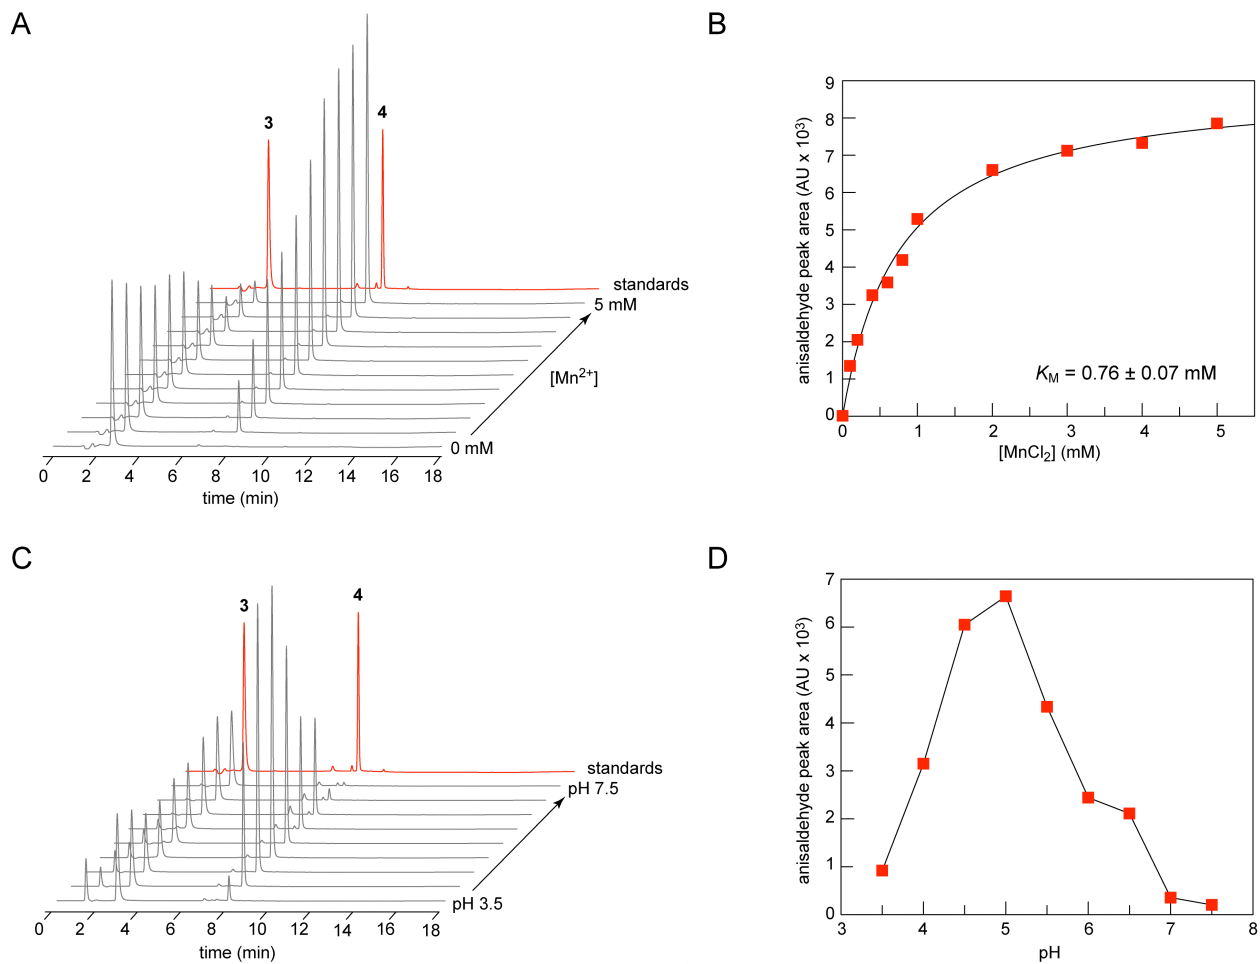 A
3
4
standards
5 mM
[Mn2+]
0 mM
0 2 4 6 8 10 12 14 16 18
time (min)
B
anisaldehyde peak area (AU x 10³)
9
8
7
6
5
4
3
2
1
0
KM = 0.76 ± 0.07 mM
0 1 2 3 4 5
[MnCl2] (mM)
C
3
4
standards
pH 7.5
pH 3.5
0 2 4 6 8 10 12 14 16 18
time (min)
D
anisaldehyde peak area (AU x 10³)
7
6
5
4
3
2
1
0
3 4 5 6 7 8
pH